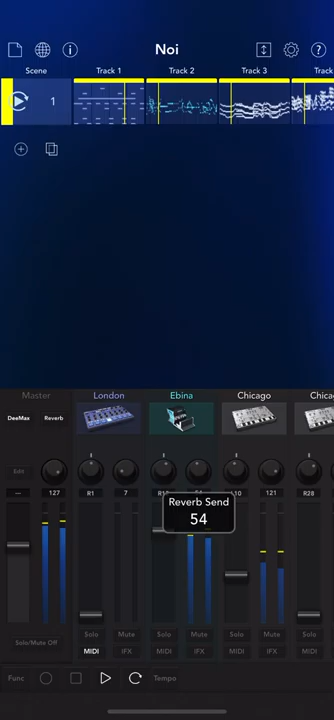 Noi
Scene Track 1 Track 2 Track 3 Track
1
Master London Ebina Chicago Chica
DeeMax Reverb
Edit
--- 127 R1 7 121 R28
Reverb Send
54
Solo Mute Solo Mute Solo Mute Solo
Solo/Mute Off
MIDI IFX MIDI IFX MIDI IFX MIDI
Func Tempo